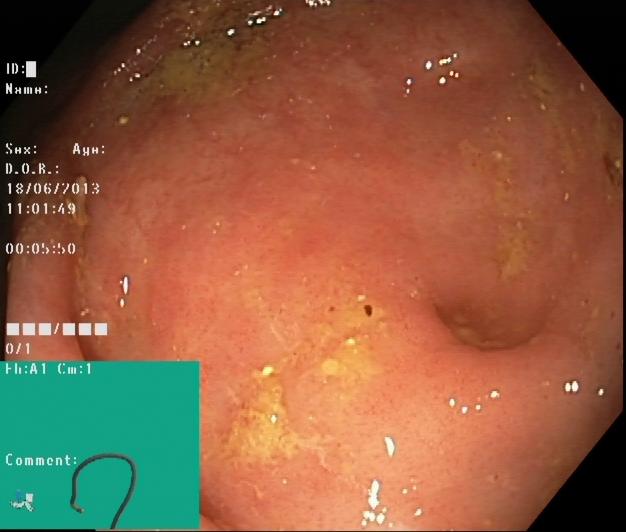 ID:
Name:
Sex: Age:
D.O.R.:
18/06/2013
11:01:49
00:05:50
■■■/■■■
0/1
Eh:A1 Cm:1
Comment: